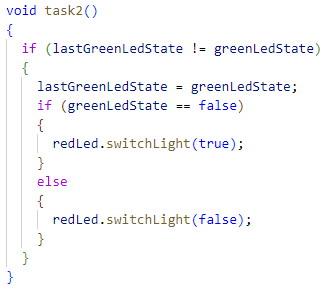 void task2()
{
  if (lastGreenLedState != greenLedState)
  {
    lastGreenLedState = greenLedState;
    if (greenLedState == false)
    {
      redLed.switchLight(true);
    }
    else
    {
      redLed.switchLight(false);
    }
  }
}